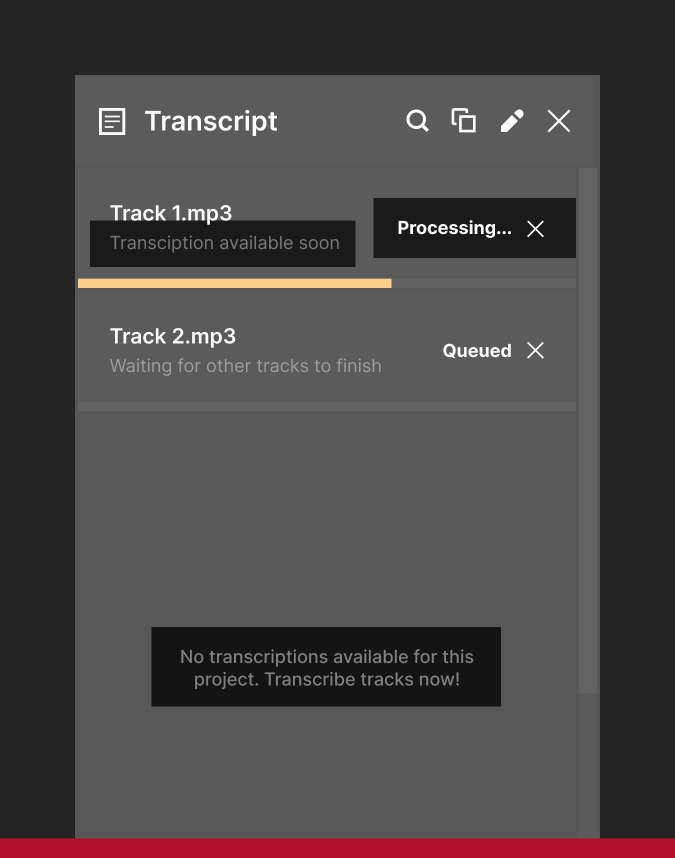 Transcript
Track 1.mp3
Transciption available soon
Processing...
Track 2.mp3
Waiting for other tracks to finish
Queued
No transcriptions available for this
project. Transcribe tracks now!